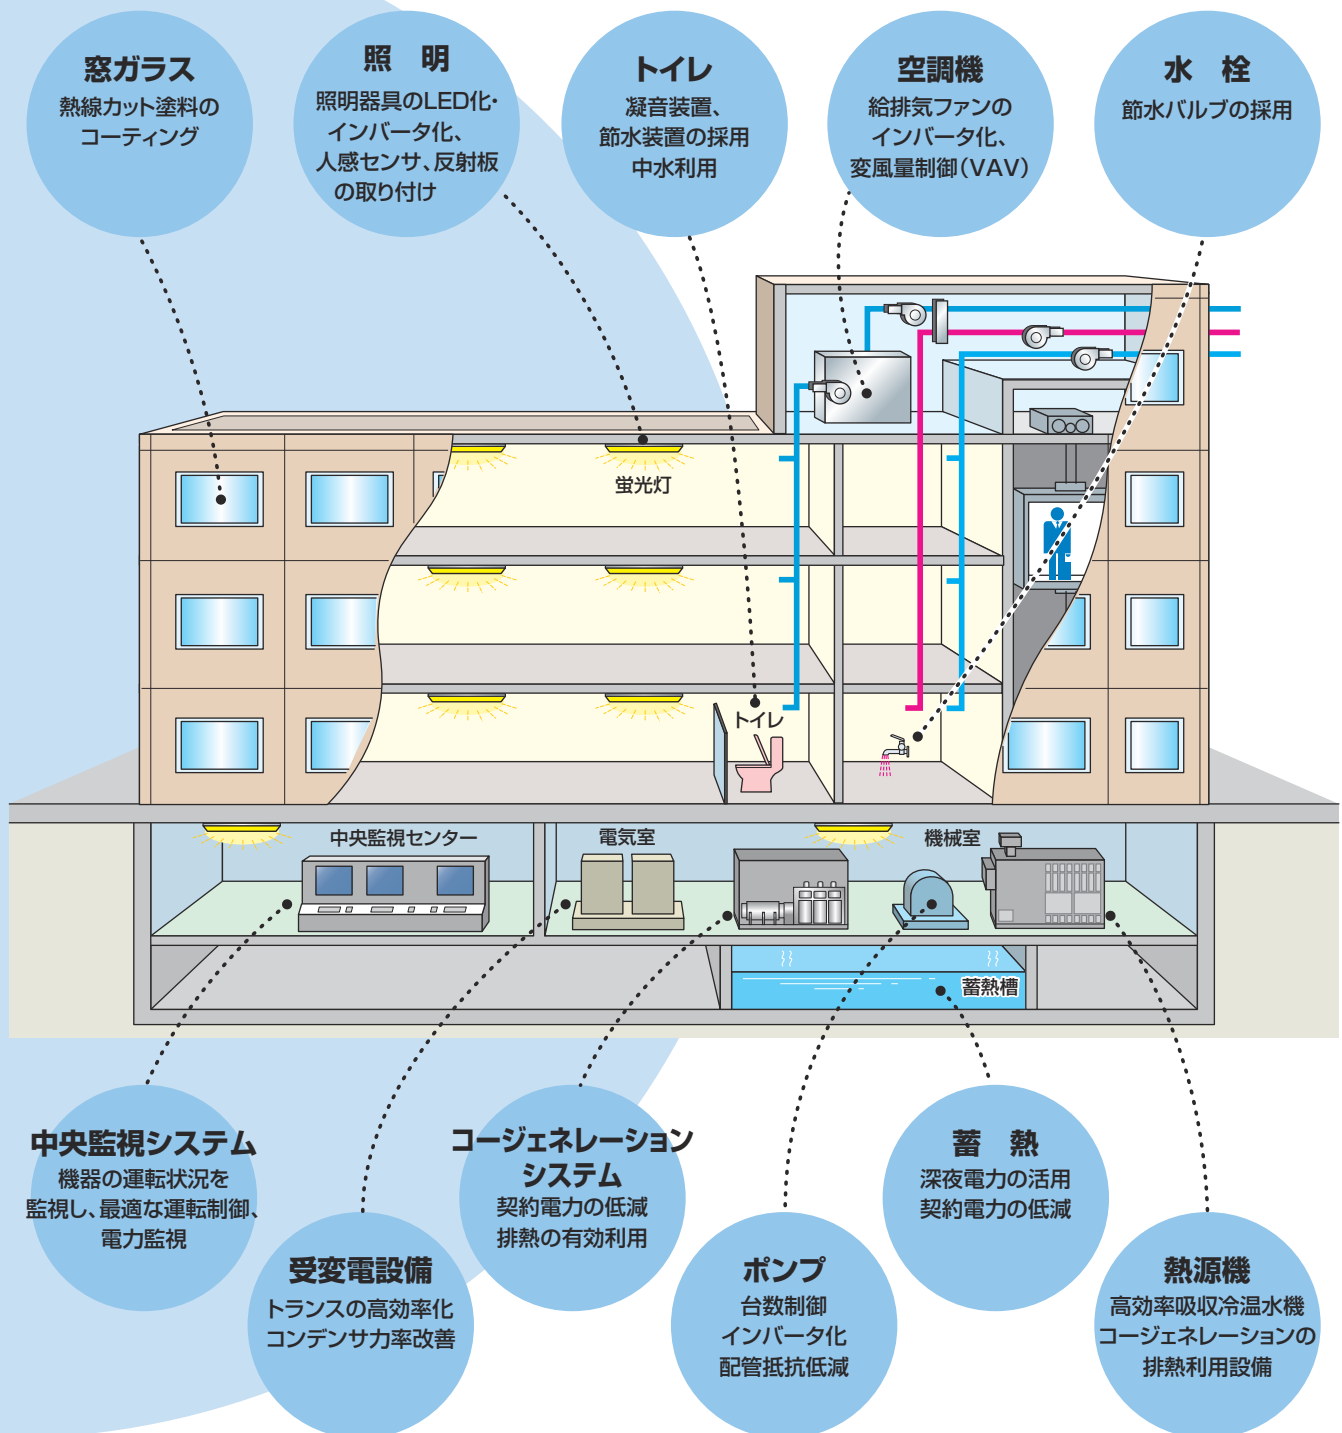 窓ガラス
熱線カット塗料の
コーティング
照 明
照明器具のLED化・
インバータ化、
人感センサ、反射板
の取り付け
トイレ
凝音装置、
節水装置の採用
中水利用
空調機
給排気ファンの
インバータ化、
変風量制御(VAV)
水 栓
節水バルブの採用
蛍光灯
トイレ
中央監視センター
電気室
機械室
蓄熱槽
中央監視システム
機器の運転状況を
監視し、最適な運転制御、
電力監視
受変電設備
トランスの高効率化
コンデンサ力率改善
コージェネレーション
システム
契約電力の低減
排熱の有効利用
ポンプ
台数制御
インバータ化
配管抵抗低減
蓄 熱
深夜電力の活用
契約電力の低減
熱源機
高効率吸収冷温水機
コージェネレーションの
排熱利用設備